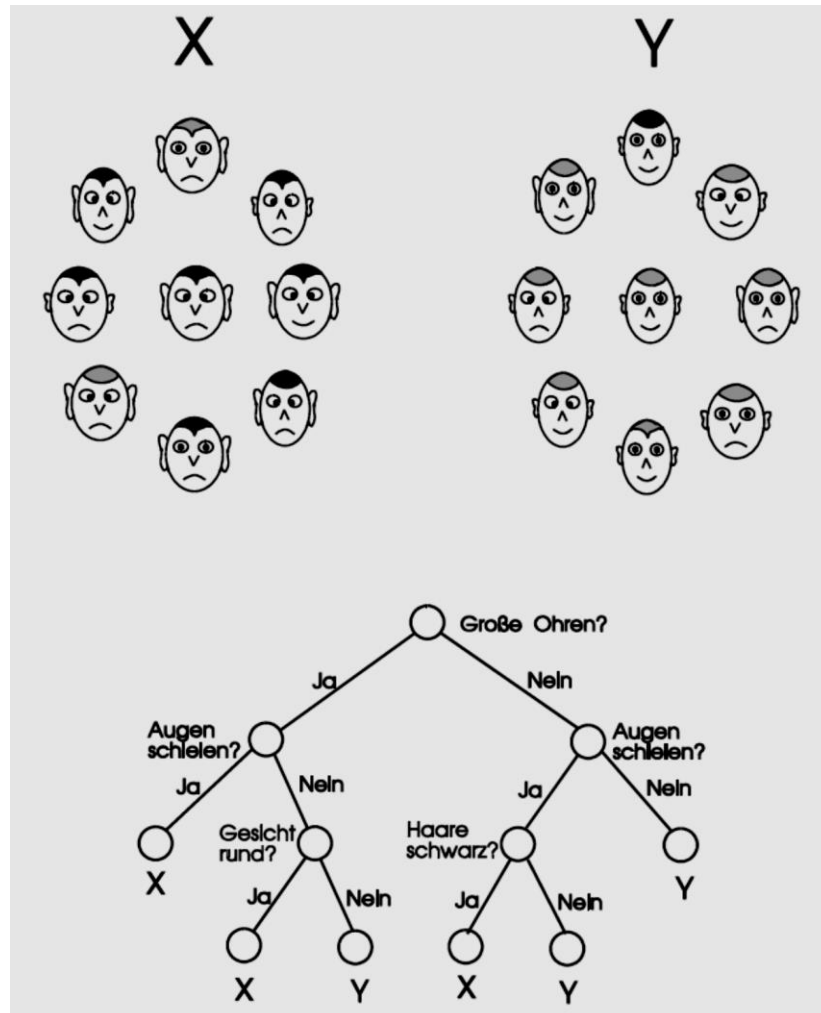 X Y
Große Ohren?
Ja Nein
Augen
schielen?
Augen
schielen?
Ja Nein Ja Nein
Gesicht
rund?
Haare
schwarz?
X Y
Ja Nein Ja Nein
X Y X Y